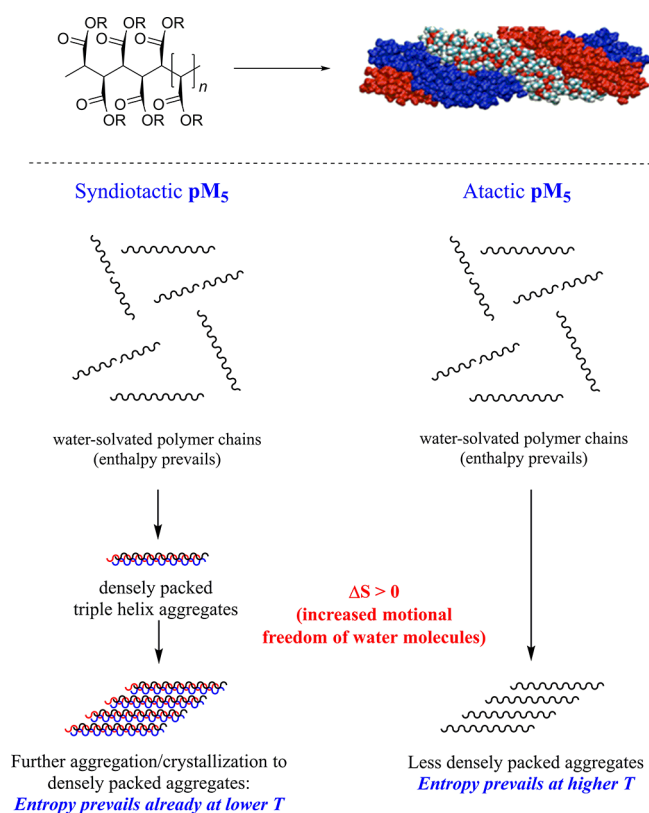 OR OR OR
O O O
n
O O O
OR OR OR
Syndiotactic pM5
Atactic pM5
water-solvated polymer chains
(enthalpy prevails)
water-solvated polymer chains
(enthalpy prevails)
densely packed
triple helix aggregates
ΔS > 0
(increased motional
freedom of water molecules)
Further aggregation/crystallization to
densely packed aggregates:
Entropy prevails already at lower T
Less densely packed aggregates
Entropy prevails at higher T